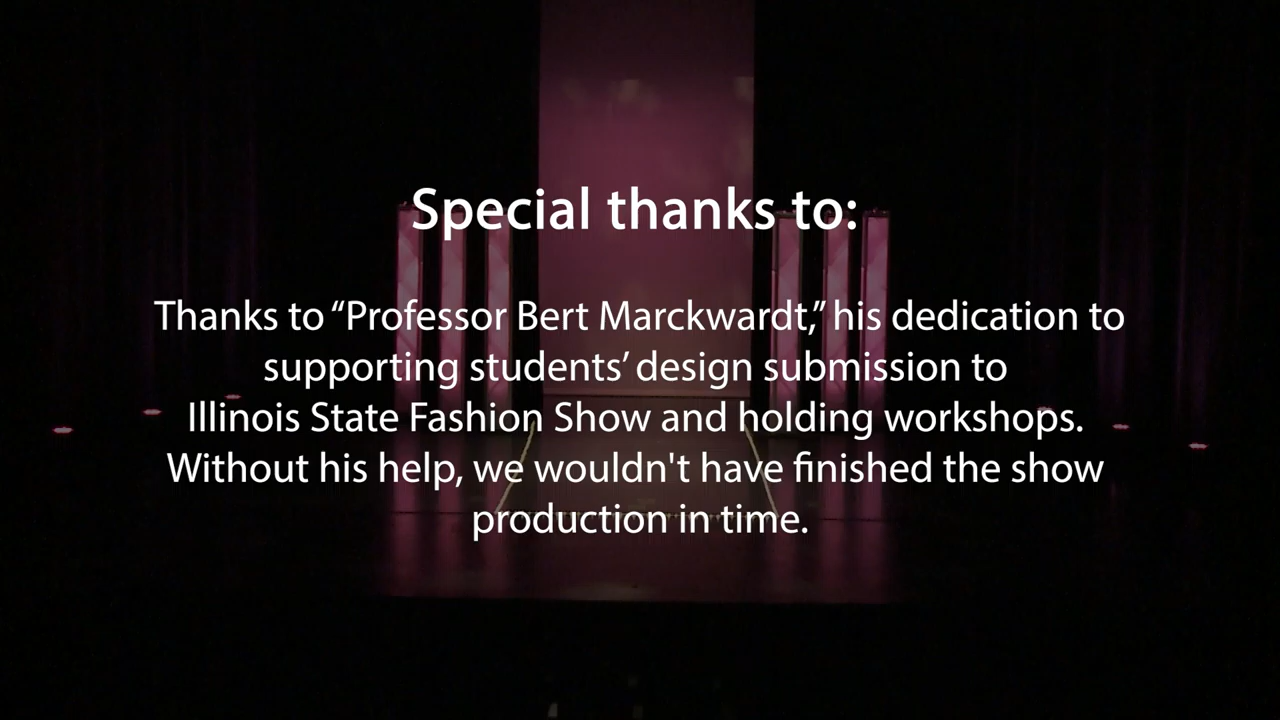 Special thanks to:
Thanks to “Professor Bert Marckwardt,” his dedication to
supporting students’ design submission to
Illinois State Fashion Show and holding workshops.
Without his help, we wouldn't have finished the show
production in time.